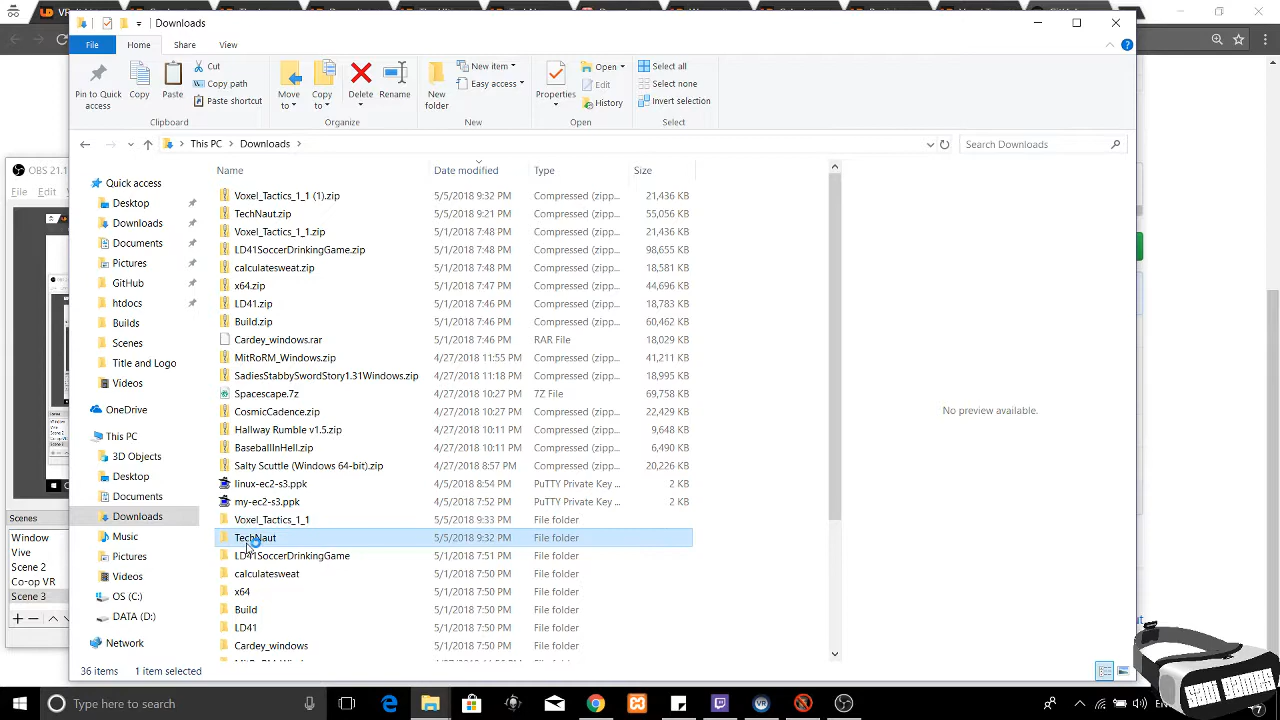 Downloads
File Home Share View
Pin to Quick access
Copy
Paste
Cut
Copy path
Paste shortcut
Clipboard
Move to
Copy to
Delete
Rename
Organize
New folder
New item
Easy access
New
Properties
Open
Edit
History
Open
Select all
Select none
Invert selection
Select
This PC > Downloads >
Search Downloads
OBS 21.1
File Edit
Scenes
Window
Vive
Scene 2
Co-op VR
Scene 3
Quick access
Desktop
Downloads
Documents
Pictures
GitHub
htdocs
Builds
Scenes
Title and Logo
Videos
OneDrive
This PC
3D Objects
Desktop
Documents
Downloads
Music
Pictures
Videos
OS (C:)
DATA (D:)
Network
Name Date modified Type Size
Voxel_Tactics_1_1 (1).zip 5/5/2018 9:32 PM Compressed (zipp... 21,436 KB
TechNaut.zip 5/5/2018 9:21 PM Compressed (zipp... 55,056 KB
Voxel_Tactics_1_1.zip 5/1/2018 7:48 PM Compressed (zipp... 21,436 KB
LD41SoccerDrinkingGame.zip 5/1/2018 7:48 PM Compressed (zipp... 98,655 KB
calculatesweat.zip 5/1/2018 7:48 PM Compressed (zipp... 18,581 KB
x64.zip 5/1/2018 7:47 PM Compressed (zipp... 44,696 KB
LD41.zip 5/1/2018 7:46 PM Compressed (zipp... 18,783 KB
Build.zip 5/1/2018 7:46 PM Compressed (zipp... 60,462 KB
Cardey_windows.rar 5/1/2018 7:46 PM RAR File 18,029 KB
MitRoRM_Windows.zip 4/27/2018 11:55 PM Compressed (zipp... 41,211 KB
SadiesStabbySwordStory1.31Windows.zip 4/27/2018 11:18 PM Compressed (zipp... 18,995 KB
Spacescape.7z 4/27/2018 10:27 PM 7Z File 69,758 KB
CosmicCadence.zip 4/27/2018 10:27 PM Compressed (zipp... 22,429 KB
Hallway Rumble v1.5.zip 4/27/2018 10:11 PM Compressed (zipp... 9,648 KB
BaseballInHell.zip 4/27/2018 10:11 PM Compressed (zipp... 6,490 KB
Salty Scuttle (Windows 64-bit).zip 4/27/2018 8:57 PM Compressed (zipp... 20,226 KB
linux-ec2-s3.ppk 4/5/2018 8:54 PM PuTTY Private Key ... 2 KB
my-ec2-s3.ppk 4/5/2018 7:52 PM PuTTY Private Key ... 2 KB
Voxel_Tactics_1_1 5/5/2018 9:33 PM File folder
TechNaut 5/5/2018 9:32 PM File folder
LD41SoccerDrinkingGame 5/1/2018 7:51 PM File folder
calculatesweat 5/1/2018 7:50 PM File folder
x64 5/1/2018 7:50 PM File folder
Build 5/1/2018 7:50 PM File folder
LD41 5/1/2018 7:50 PM File folder
Cardey_windows 5/1/2018 7:50 PM File folder
No preview available.
36 items 1 item selected
Type here to search